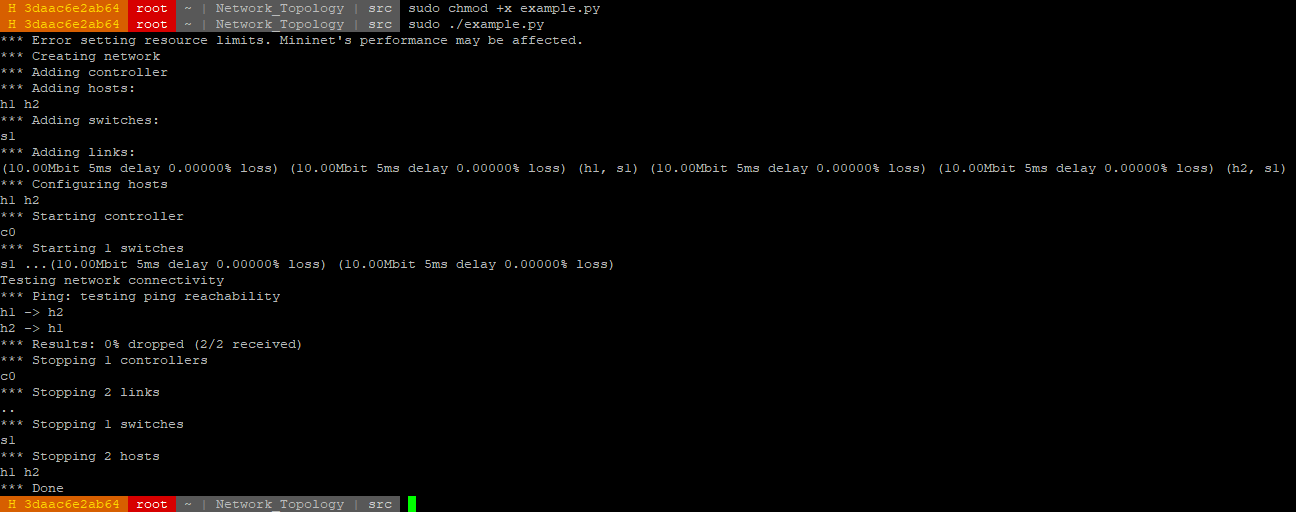 H 3daac6e2ab64 root ~ | Network_Topology | src sudo chmod +x example.py
H 3daac6e2ab64 root ~ | Network_Topology | src sudo ./example.py
*** Error setting resource limits. Mininet's performance may be affected.
*** Creating network
*** Adding controller
*** Adding hosts:
h1 h2
*** Adding switches:
s1
*** Adding links:
(10.00Mbit 5ms delay 0.00000% loss) (10.00Mbit 5ms delay 0.00000% loss) (h1, s1) (10.00Mbit 5ms delay 0.00000% loss) (10.00Mbit 5ms delay 0.00000% loss) (h2, s1)
*** Configuring hosts
h1 h2
*** Starting controller
c0
*** Starting 1 switches
s1 ...(10.00Mbit 5ms delay 0.00000% loss) (10.00Mbit 5ms delay 0.00000% loss)
Testing network connectivity
*** Ping: testing ping reachability
h1 -> h2
h2 -> h1
*** Results: 0% dropped (2/2 received)
*** Stopping 1 controllers
c0
*** Stopping 2 links
..
*** Stopping 1 switches
s1
*** Stopping 2 hosts
h1 h2
*** Done
H 3daac6e2ab64 root ~ | Network_Topology | src